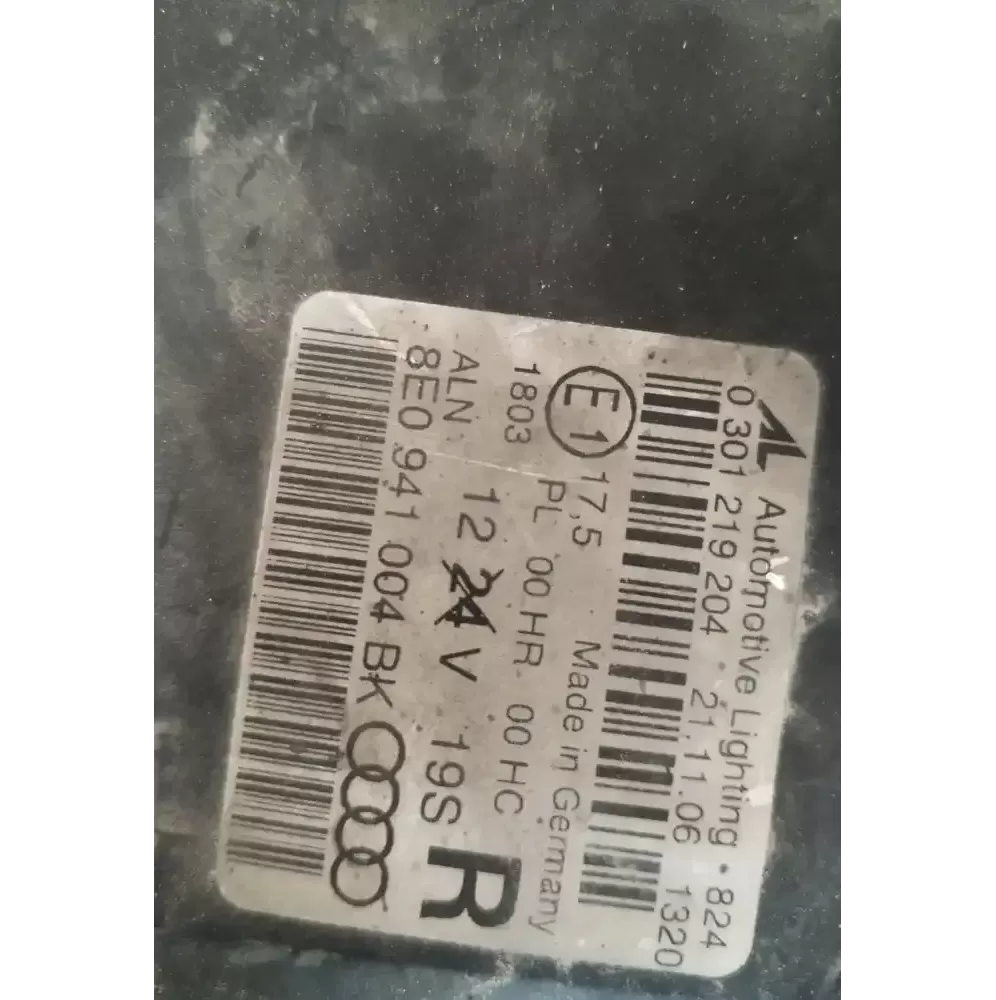 Automotive Lighting • 824
0 301 219 204 21.11.06 1320
E1 17,5 Made in Germany
1803 PL 00 HR 00 HC
ALN 12 24 V 19S R
8E0 941 004 BK